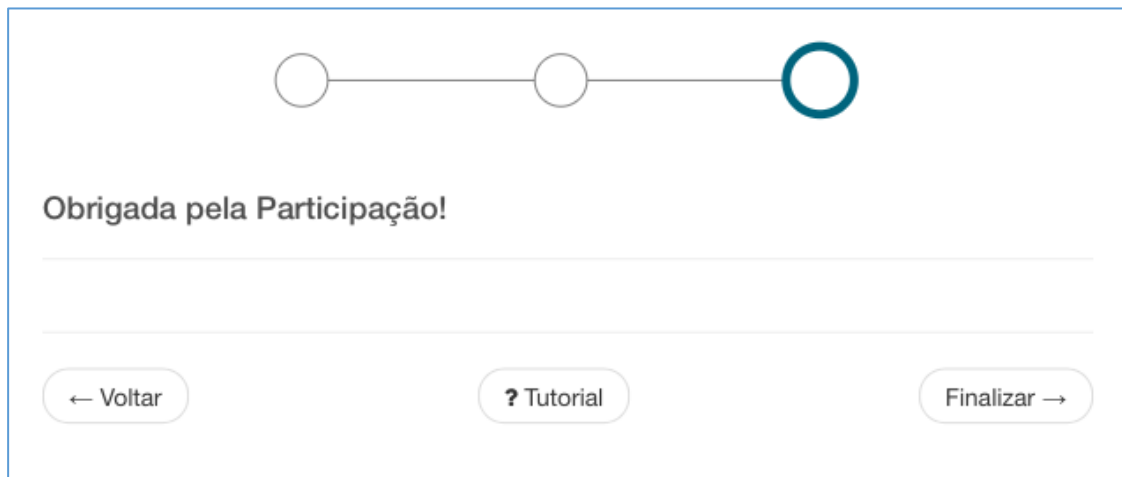 Obrigada pela Participação!
← Voltar
? Tutorial
Finalizar →